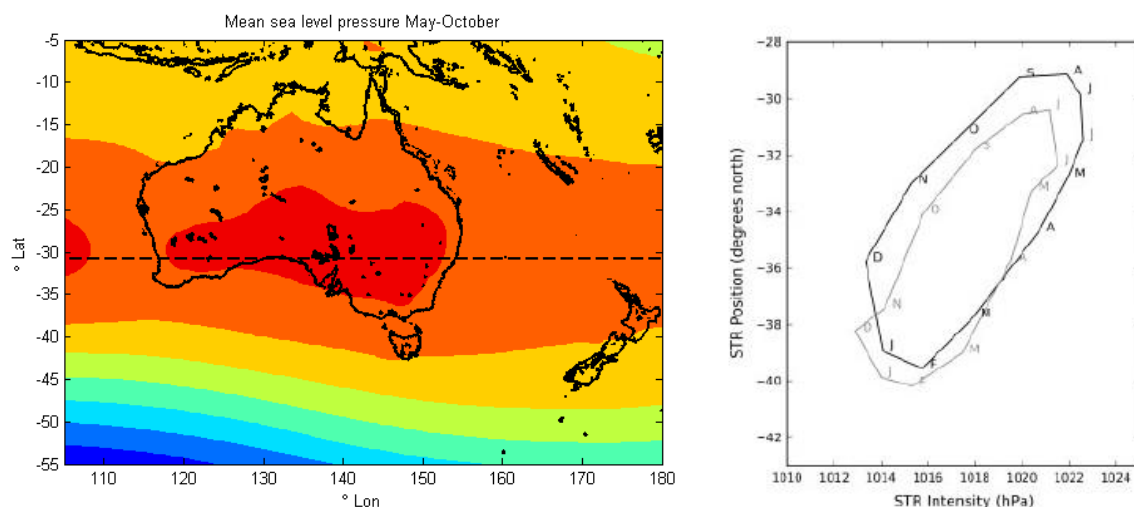 Mean sea level pressure May-October
-5
-10
-15
-20
-25
-30
-35
-40
-45
-50
-55
° Lat
110 120 130 140 150 160 170 180
° Lon
-28
-30
-32
-34
-36
-38
-40
-42
STR Position (degrees north)
S A
J
A J
O J
S J
M
N M
O A
D A
N M
D
J F M
J F
1010 1012 1014 1016 1018 1020 1022 1024
STR Intensity (hPa)